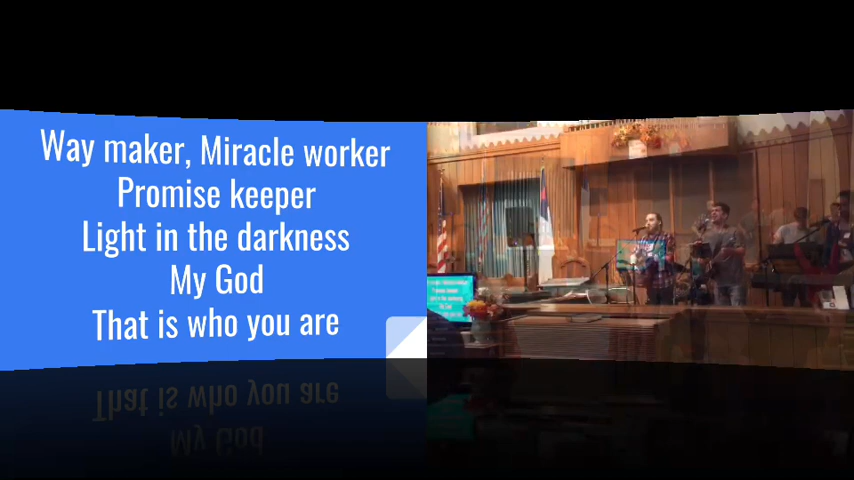 Way maker, Miracle worker
Promise keeper
Light in the darkness
My God
That is who you are